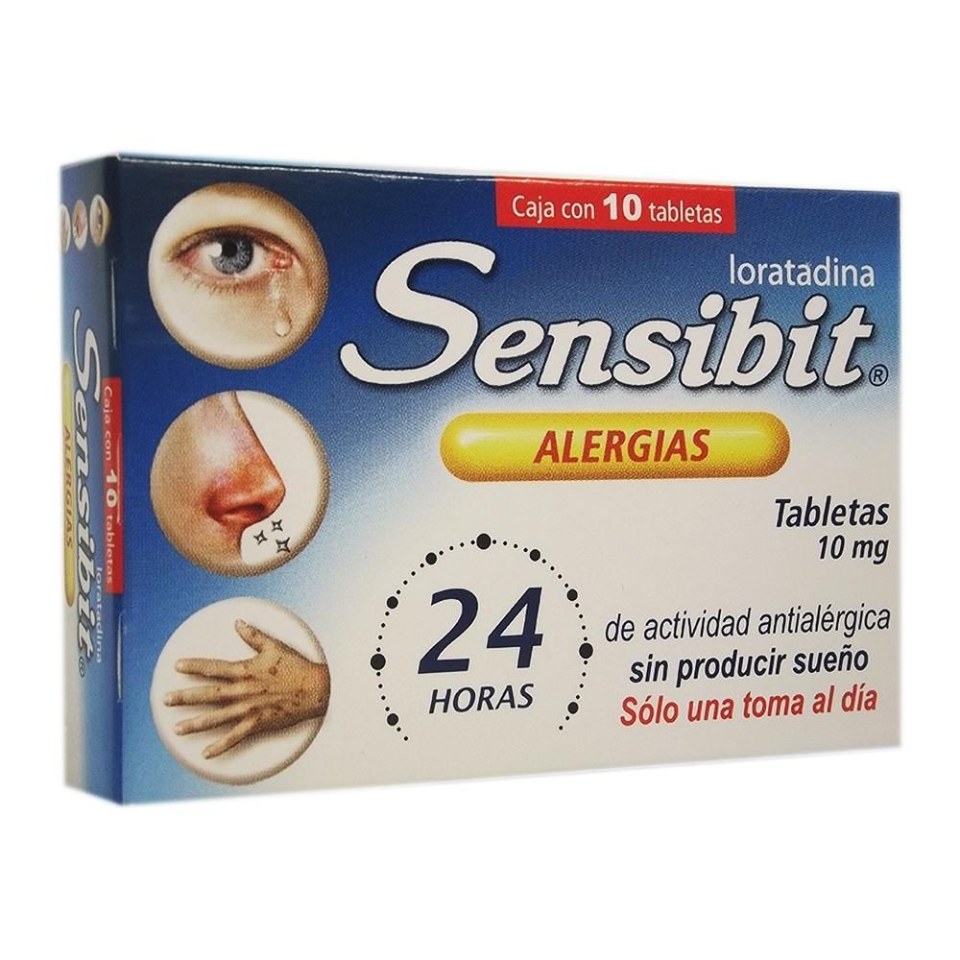 Caja con 10 tabletas
loratadina
Sensibit®
ALERGIAS
Tabletas
10 mg
24
HORAS
de actividad antialérgica
sin producir sueño
Sólo una toma al día
Caja con 10 tabletas
loratadina
Sensibit®
ALERGIAS